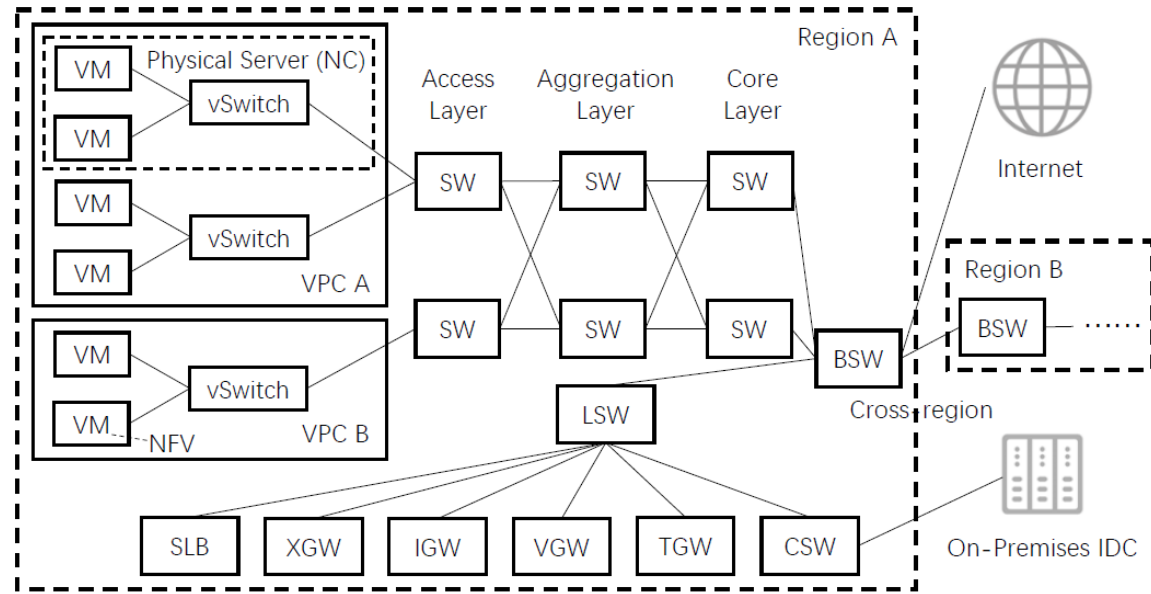 Region A
Physical Server (NC)
VM
vSwitch
VM
VM
vSwitch
VM
VPC A
VM
vSwitch
VM
NFV
VPC B
Access
Layer
Aggregation
Layer
Core
Layer
SW
SW
SW
SW
SW
SW
BSW
LSW
SLB
XGW
IGW
VGW
TGW
CSW
Internet
Region B
BSW
......
Cross-region
On-Premises IDC